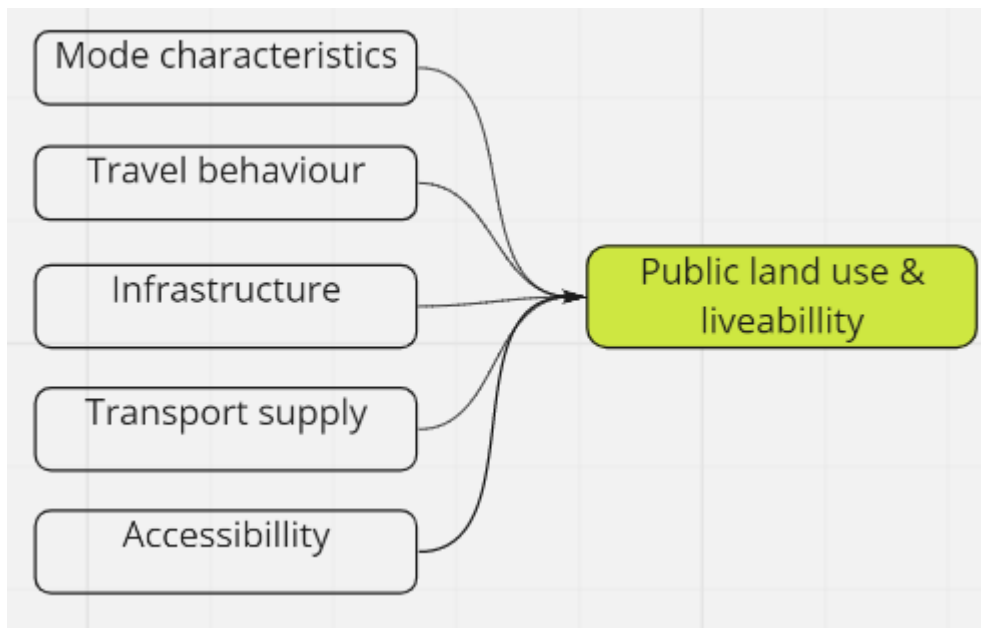 Mode characteristics
Travel behaviour
Infrastructure
Transport supply
Accessibillity
Public land use &
liveabillity